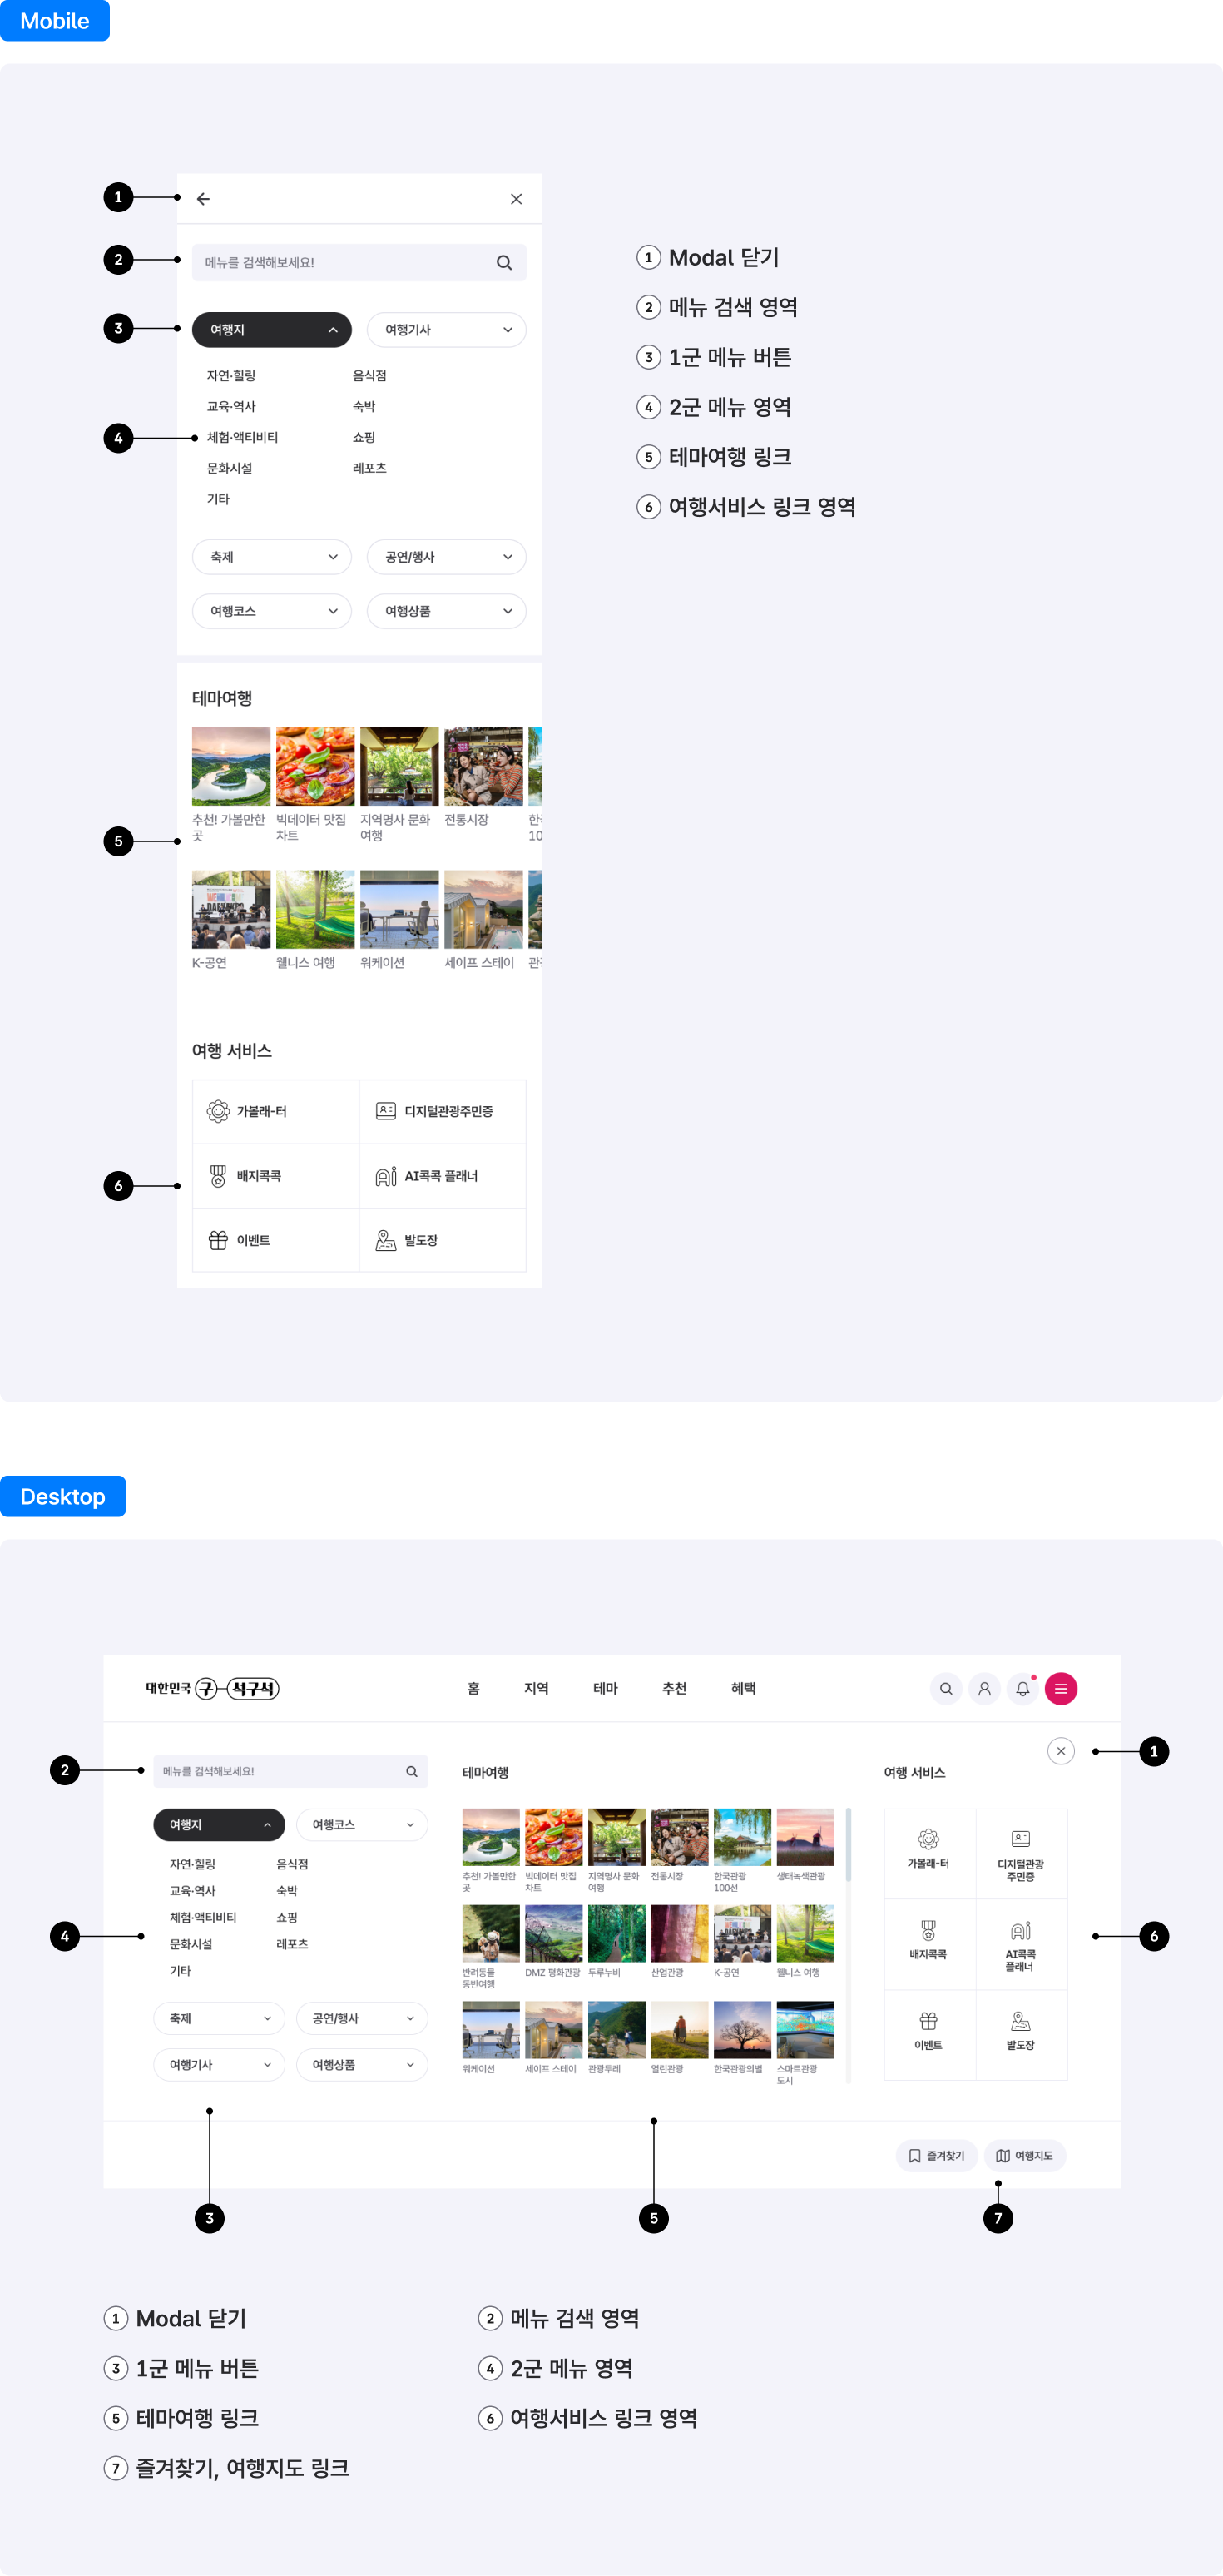 Mobile
1
2
메뉴를 검색해보세요!
3
여행지
여행기사
자연·힐링
음식점
교육·역사
숙박
4
체험·액티비티
쇼핑
문화시설
레포츠
기타
축제
공연/행사
여행코스
여행상품
테마여행
추천! 가볼만한
곳
빅데이터 맛집
차트
지역명사 문화
여행
전통시장
10
5
K-공연
웰니스 여행
워케이션
세이프 스테이
관
여행 서비스
가볼래-터
디지털관광주민증
6
배지콕콕
AI콕콕 플래너
이벤트
발도장
1 Modal 닫기
2 메뉴 검색 영역
3 1군 메뉴 버튼
4 2군 메뉴 영역
5 테마여행 링크
6 여행서비스 링크 영역
Desktop
대한민국 구석구석
홈
지역
테마
추천
혜택
1
2
메뉴를 검색해보세요!
여행지
여행코스
자연·힐링
음식점
교육·역사
숙박
체험·액티비티
쇼핑
4
문화시설
레포츠
기타
축제
공연/행사
여행기사
여행상품
테마여행
추천! 가볼만한
곳
빅데이터 맛집
차트
지역명사 문화
여행
전통시장
한국관광
100선
생태녹색관광
반려동물
동반여행
DMZ 평화관광
두루누비
산업관광
K-공연
웰니스 여행
워케이션
세이프 스테이
관광두레
열린관광
한국관광의별
스마트관광
도시
여행 서비스
가볼래-터
디지털관광
주민증
배지콕콕
AI콕콕
플래너
6
이벤트
발도장
즐겨찾기
여행지도
3
5
7
1 Modal 닫기
2 메뉴 검색 영역
3 1군 메뉴 버튼
4 2군 메뉴 영역
5 테마여행 링크
6 여행서비스 링크 영역
7 즐겨찾기, 여행지도 링크